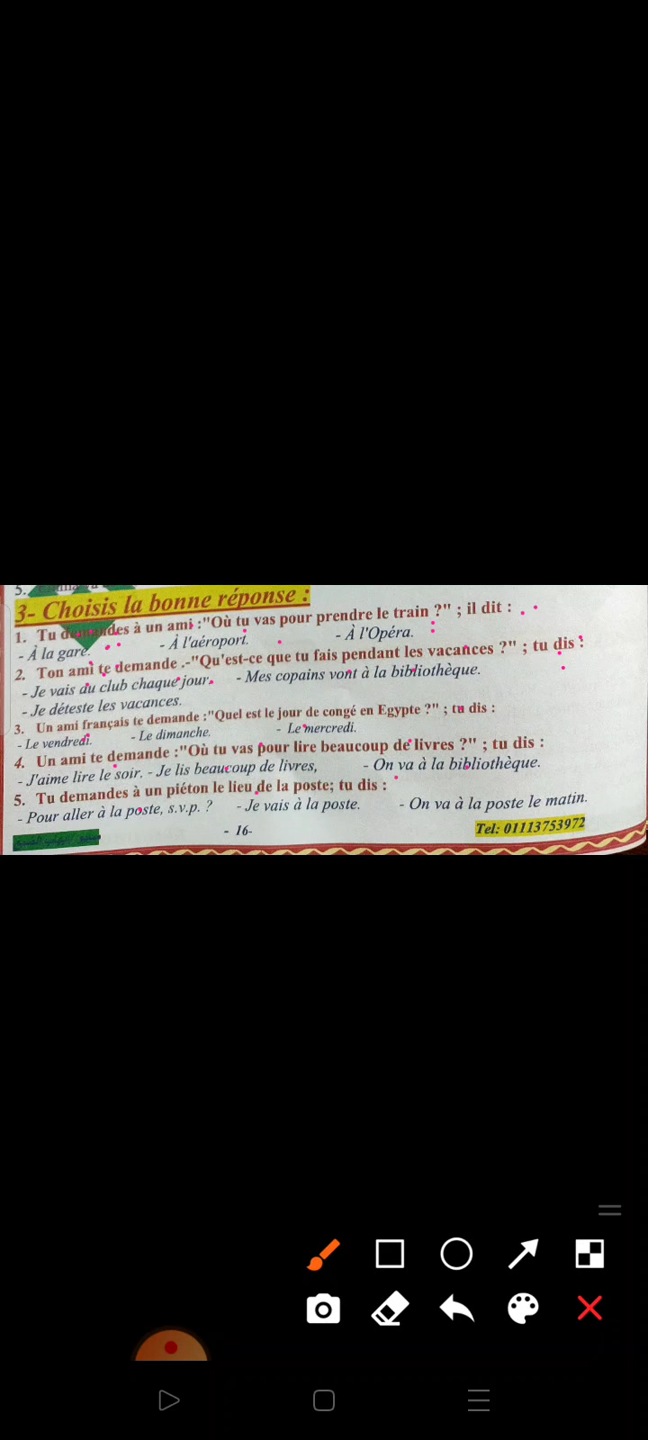 5.
3- Choisis la bonne réponse :
1. Tu demandes à un ami :"Où tu vas pour prendre le train ?" ; il dit :
- À la gare. - À l'aéroport. - À l'Opéra.
2. Ton ami te demande .-"Qu'est-ce que tu fais pendant les vacances ?" ; tu dis :
- Je vais du club chaque jour. - Mes copains vont à la bibliothèque.
- Je déteste les vacances.
3. Un ami français te demande :"Quel est le jour de congé en Egypte ?" ; tu dis :
- Le vendredi. - Le dimanche. - Le mercredi.
4. Un ami te demande :"Où tu vas pour lire beaucoup de livres ?" ; tu dis :
- J'aime lire le soir. - Je lis beaucoup de livres, - On va à la bibliothèque.
5. Tu demandes à un piéton le lieu de la poste; tu dis :
- Pour aller à la poste, s.v.p. ? - Je vais à la poste. - On va à la poste le matin.
- 16-
Tel: 01113753972